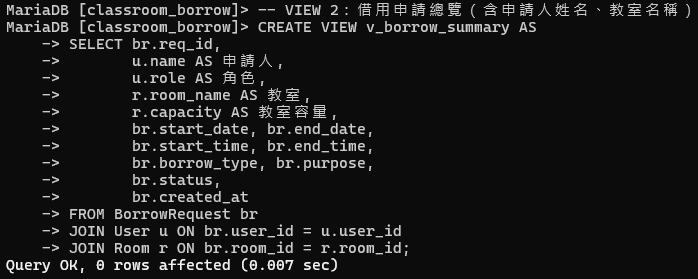 MariaDB [classroom_borrow]> -- VIEW 2：借用申請總覽（含申請人姓名、教室名稱）
MariaDB [classroom_borrow]> CREATE VIEW v_borrow_summary AS
    -> SELECT br.req_id,
    ->        u.name AS 申請人,
    ->        u.role AS 角色,
    ->        r.room_name AS 教室,
    ->        r.capacity AS 教室容量,
    ->        br.start_date, br.end_date,
    ->        br.start_time, br.end_time,
    ->        br.borrow_type, br.purpose,
    ->        br.status,
    ->        br.created_at
    -> FROM BorrowRequest br
    -> JOIN User u ON br.user_id = u.user_id
    -> JOIN Room r ON br.room_id = r.room_id;
Query OK, 0 rows affected (0.007 sec)